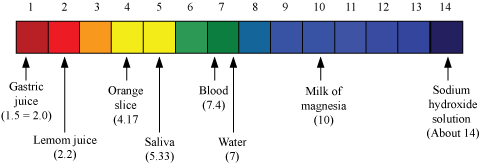 1 2 3 4 5 6 7 8 9 10 11 12 13 14
Gastric
juice
(1.5 = 2.0)
Lemom juice
(2.2)
Orange
slice
(4.17
Saliva
(5.33)
Blood
(7.4)
Water
(7)
Milk of
magnesia
(10)
Sodium
hydroxide
solution
(About 14)